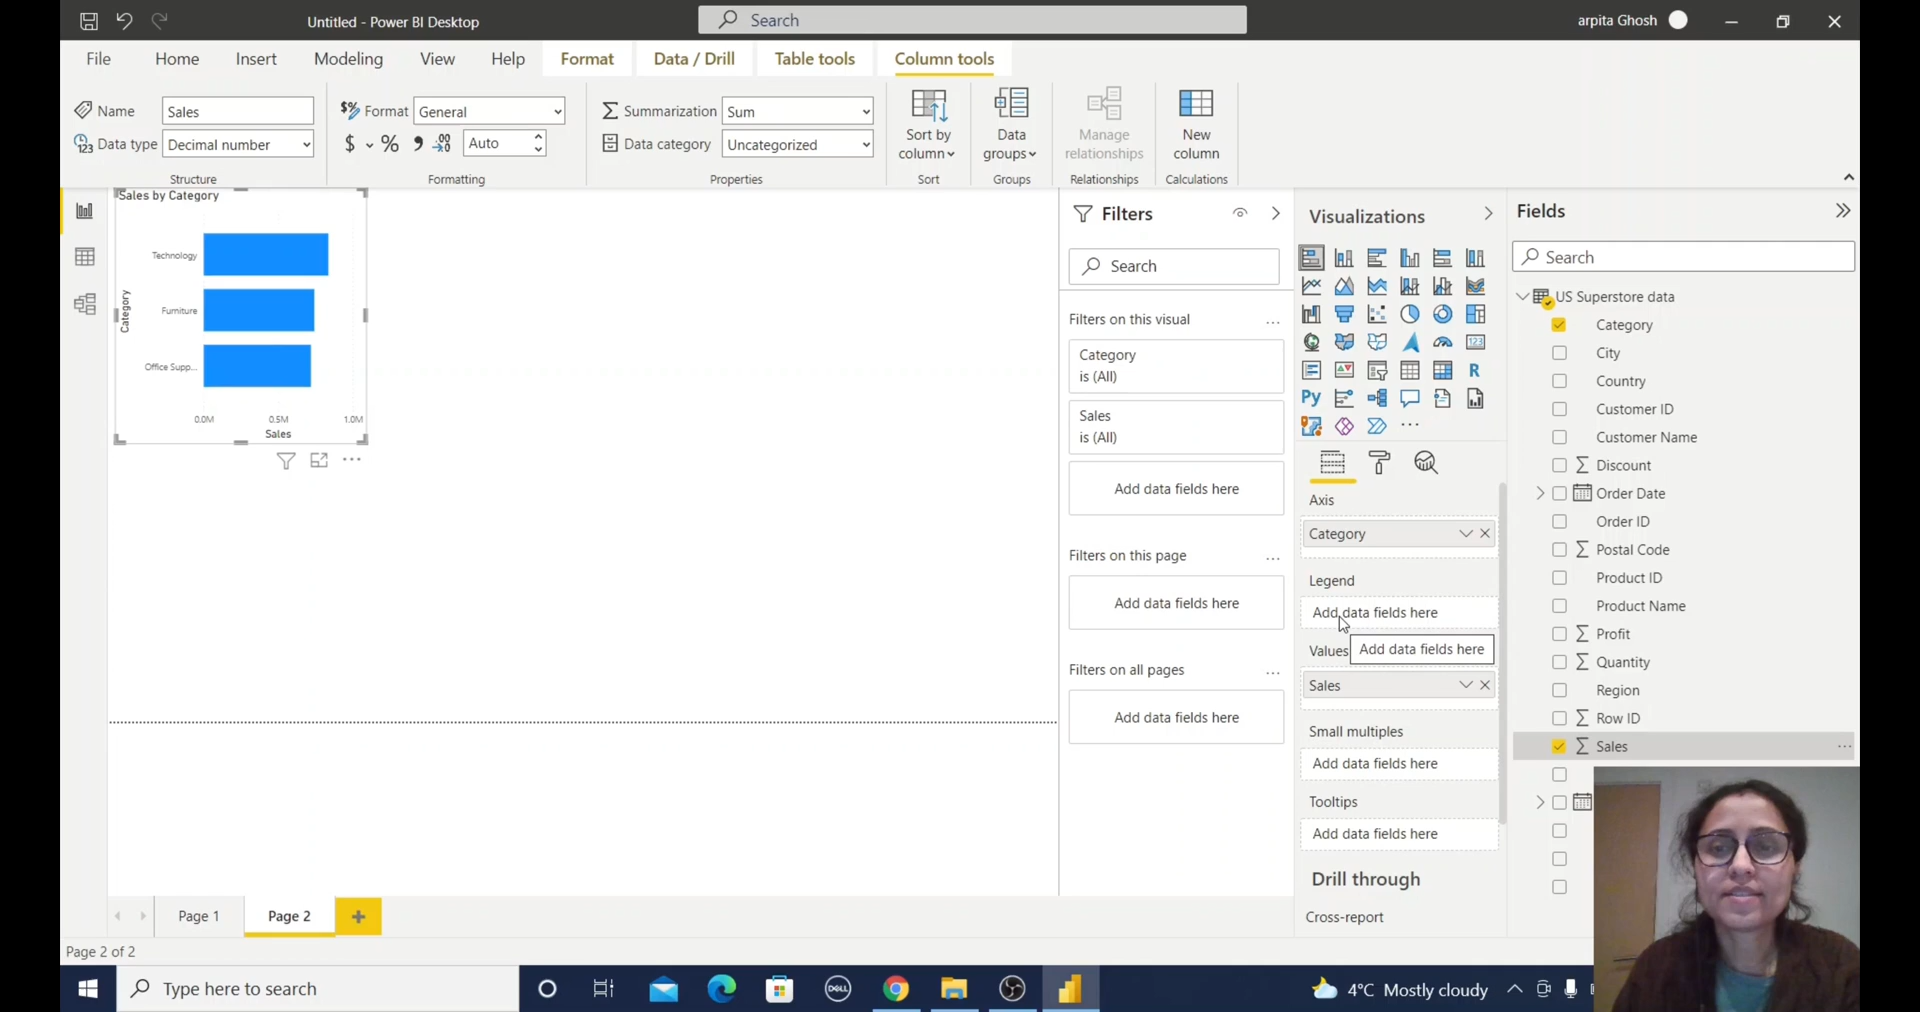 Untitled - Power BI Desktop
Search
arpita Ghosh
File
Home
Insert
Modeling
View
Help
Format
Data / Drill
Table tools
Column tools
Name
Sales
Data type
Decimal number
Structure
$% Format
General
$ % 9 .00
Auto
Formatting
Summarization
Sum
Data category
Uncategorized
Properties
Sort by
column
Sort
Data
groups
Groups
Manage
relationships
Relationships
New
column
Calculations
Sales by Category
Category
Technology
Furniture
Office Supp...
0.0M
0.5M
1.0M
Sales
Filters
Search
Filters on this visual
...
Category
is (All)
Sales
is (All)
Add data fields here
Filters on this page
...
Add data fields here
Filters on all pages
...
Add data fields here
Visualizations
123
R
Py
...
Axis
Category
Legend
Add data fields here
Add data fields here
Values
Sales
Small multiples
Add data fields here
Tooltips
Add data fields here
Drill through
Cross-report
Fields
Search
US Superstore data
Category
City
Country
Customer ID
Customer Name
Discount
Order Date
Order ID
Postal Code
Product ID
Product Name
Profit
Quantity
Region
Row ID
Sales
...
Page 1
Page 2
+
Page 2 of 2
Type here to search
DELL
4°C Mostly cloudy